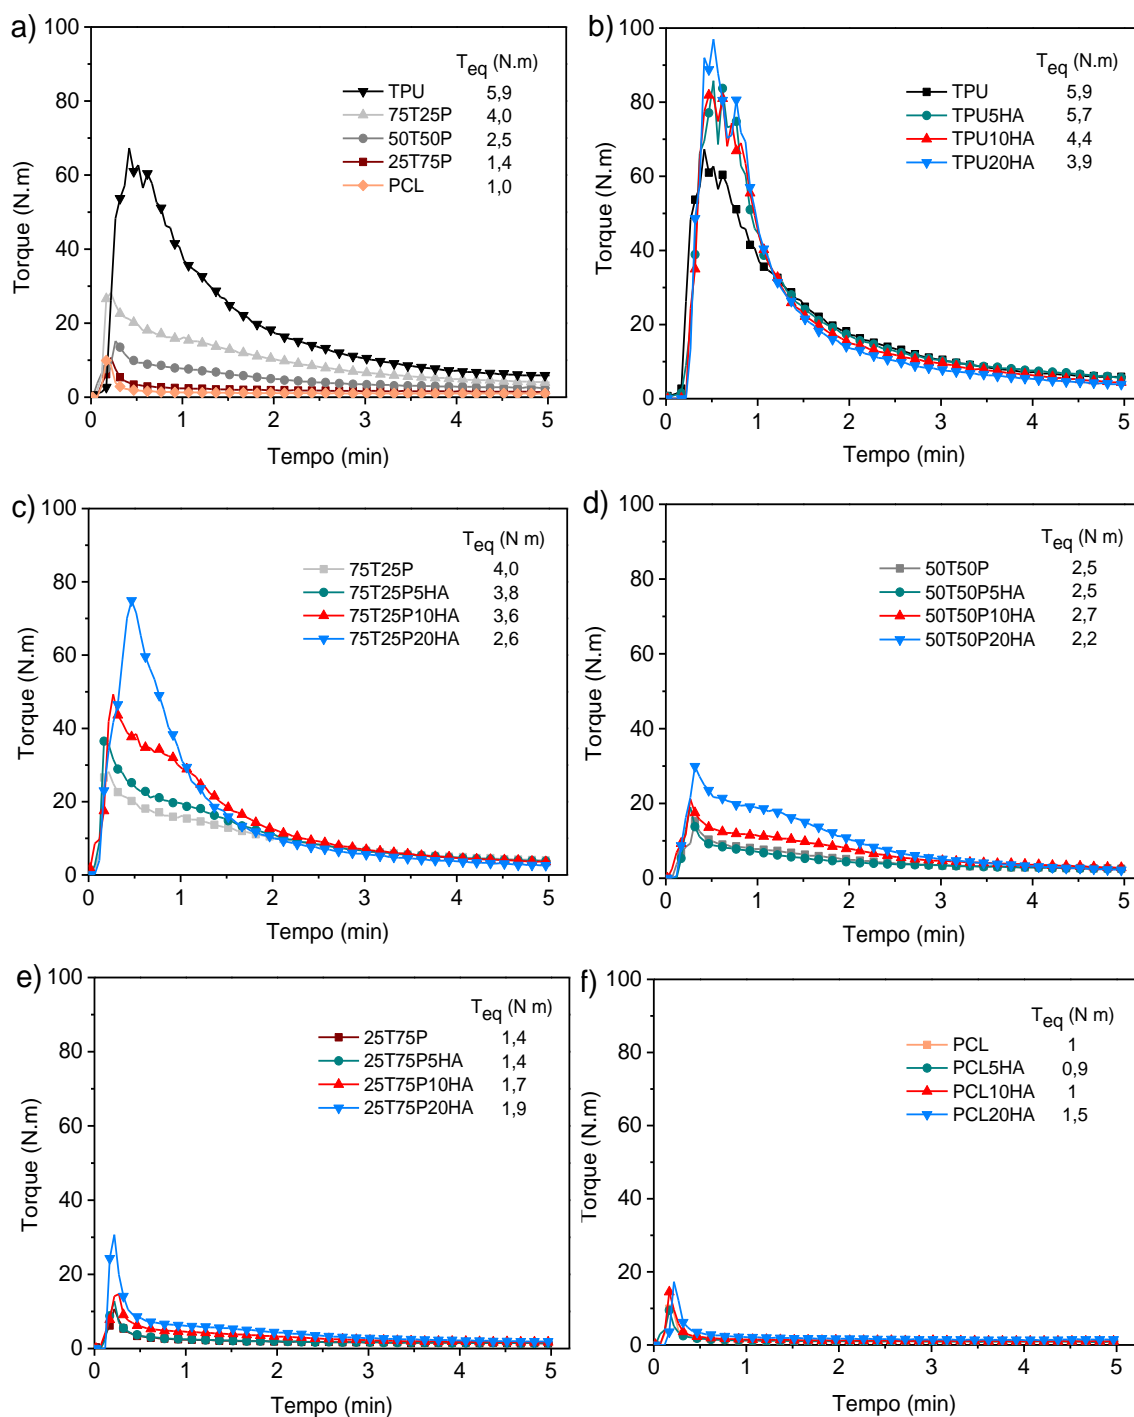 a)
T_eq (N.m)
TPU 5,9
75T25P 4,0
50T50P 2,5
25T75P 1,4
PCL 1,0
100
80
60
40
20
0
Torque (N.m)
0 1 2 3 4 5
Tempo (min)
b)
T_eq (N.m)
TPU 5,9
TPU5HA 5,7
TPU10HA 4,4
TPU20HA 3,9
100
80
60
40
20
0
Torque (N.m)
0 1 2 3 4 5
Tempo (min)
c)
T_eq (N m)
75T25P 4,0
75T25P5HA 3,8
75T25P10HA 3,6
75T25P20HA 2,6
100
80
60
40
20
0
Torque (N.m)
0 1 2 3 4 5
Tempo (min)
d)
T_eq (N m)
50T50P 2,5
50T50P5HA 2,5
50T50P10HA 2,7
50T50P20HA 2,2
100
80
60
40
20
0
Torque (N.m)
0 1 2 3 4 5
Tempo (min)
e)
T_eq (N m)
25T75P 1,4
25T75P5HA 1,4
25T75P10HA 1,7
25T75P20HA 1,9
100
80
60
40
20
0
Torque (N.m)
0 1 2 3 4 5
Tempo (min)
f)
T_eq (N m)
PCL 1
PCL5HA 0,9
PCL10HA 1
PCL20HA 1,5
100
80
60
40
20
0
Torque (N.m)
0 1 2 3 4 5
Tempo (min)